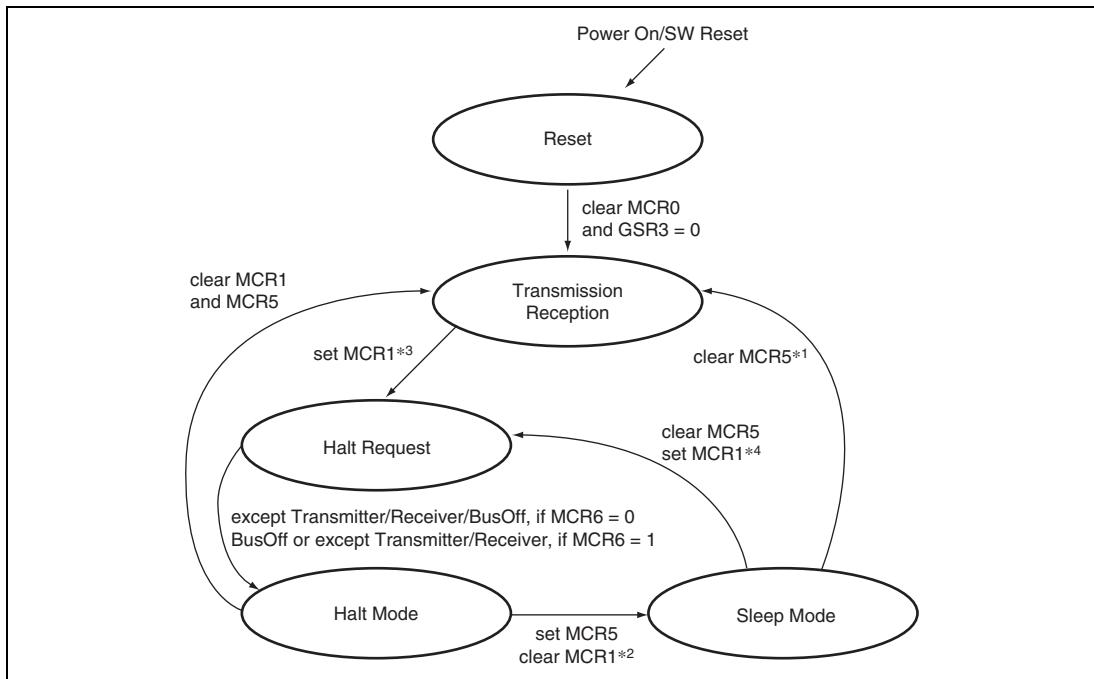 Power On/SW Reset
Reset
clear MCR0
and GSR3 = 0
clear MCR1
and MCR5
Transmission
Reception
set MCR1*3
clear MCR5*1
Halt Request
clear MCR5
set MCR1*4
except Transmitter/Receiver/BusOff, if MCR6 = 0
BusOff or except Transmitter/Receiver, if MCR6 = 1
Halt Mode
Sleep Mode
set MCR5
clear MCR1*2